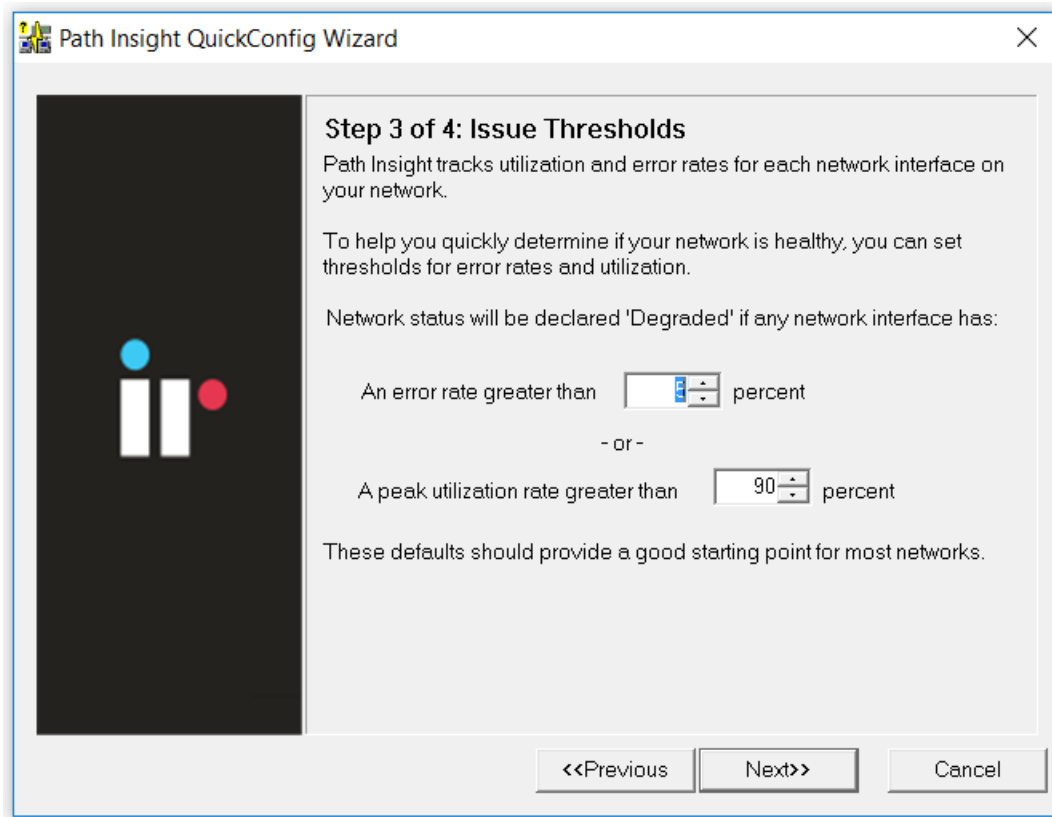 Path Insight QuickConfig Wizard
Step 3 of 4: Issue Thresholds
Path Insight tracks utilization and error rates for each network interface on
your network.
To help you quickly determine if your network is healthy, you can set
thresholds for error rates and utilization.
Network status will be declared 'Degraded' if any network interface has:
ir
An error rate greater than percent
- or -
A peak utilization rate greater than 90 percent
These defaults should provide a good starting point for most networks.
<<Previous Next>> Cancel